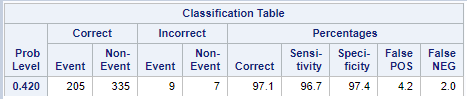 Classification Table
Correct Incorrect Percentages
Prob Level Event Non-Event Event Non-Event Correct Sensi-tivity Speci-ficity False POS False NEG
0.420 205 335 9 7 97.1 96.7 97.4 4.2 2.0